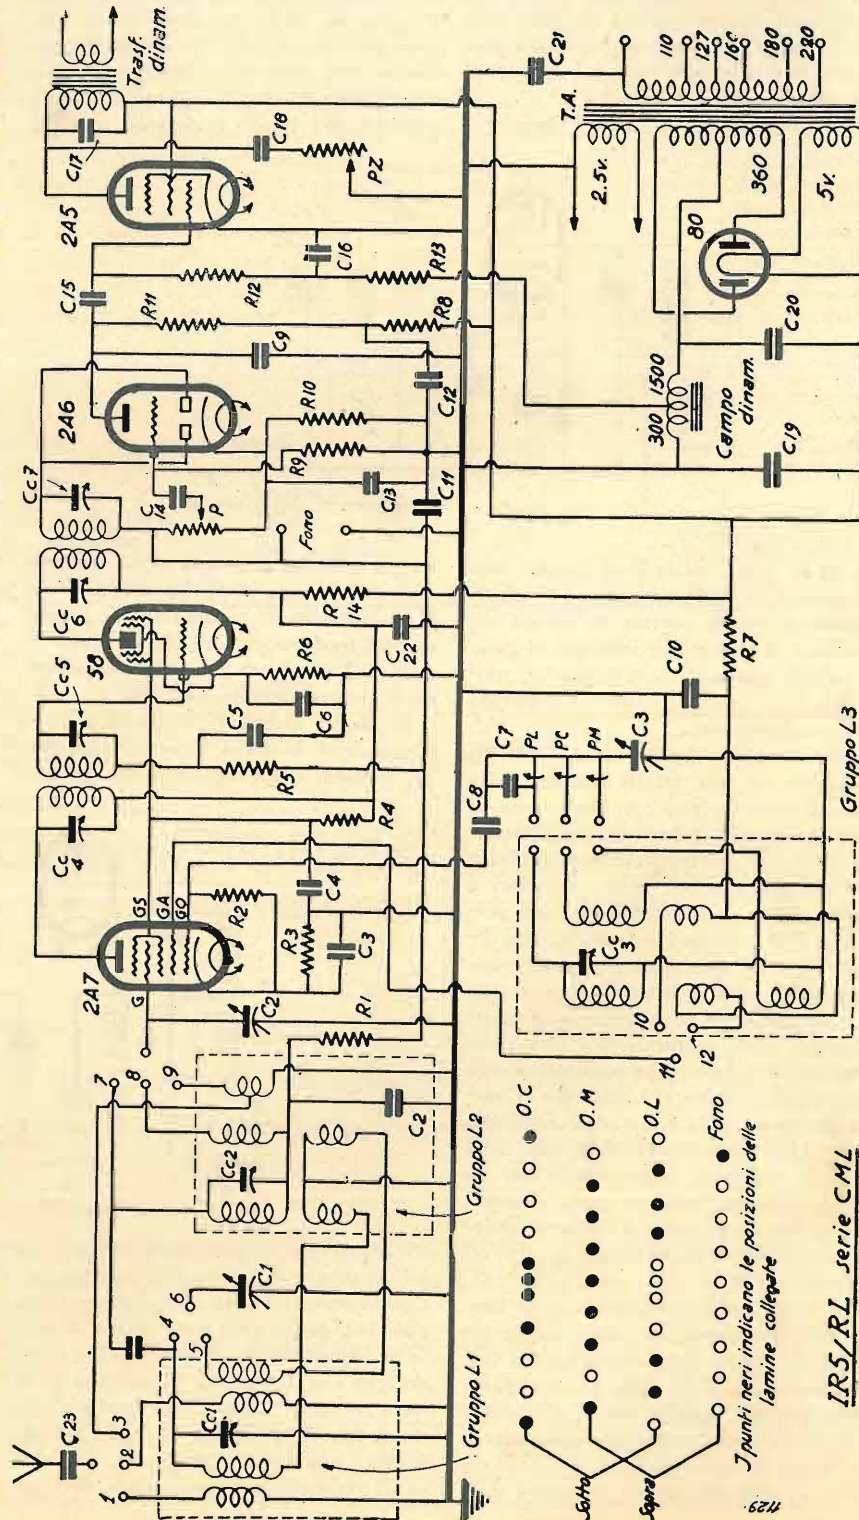 C23
1
2
3
4
5
6
Cc1
Gruppo L1
C1
7
8
9
Cc2
Gruppo L2
C2
R1
G
C2
2A7
GS
GA
GO
R2
R3
C3
C4
R4
Cc
4
Cc5
R5
C5
C6
R6
58
Cc
6
R
14
C
22
Cc7
C
14
P
Fono
C13
R9
R10
C11
C12
2A6
C9
R11
R8
C15
R12
R13
C16
2A5
C17
C18
PZ
Trasf.
dinam.
C21
T.A.
110
127
160
180
220
2.5v.
80
360
5v.
C20
300
1500
Campo
dinam.
C19
R7
C10
C3
C8
C7
PL
PC
PM
Cc
3
10
11
12
Gruppo L3
O.C
O.M
O.L
Fono
Sotto
Sopra
I punti neri indicano le posizioni delle
lamine collegate
IR5/RL serie CML
1129